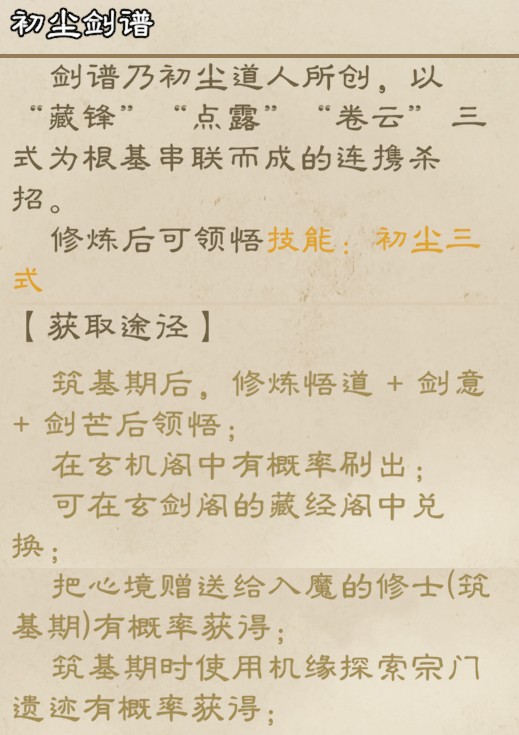 初尘剑谱
剑谱乃初尘道人所创，以
“藏锋”“点露”“卷云”三
式为根基串联而成的连携杀
招。
修炼后可领悟技能：初尘三
式
【获取途径】
筑基期后，修炼悟道 + 剑意
+ 剑芒后领悟；
在玄机阁中有概率刷出；
可在玄剑阁的藏经阁中兑
换；
把心境赠送给入魔的修士(筑
基期)有概率获得；
筑基期时使用机缘探索宗门
遗迹有概率获得；